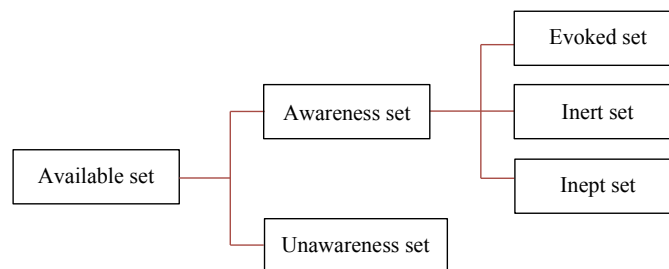 Evoked set
Awareness set
Inert set
Available set
Inept set
Unawareness set